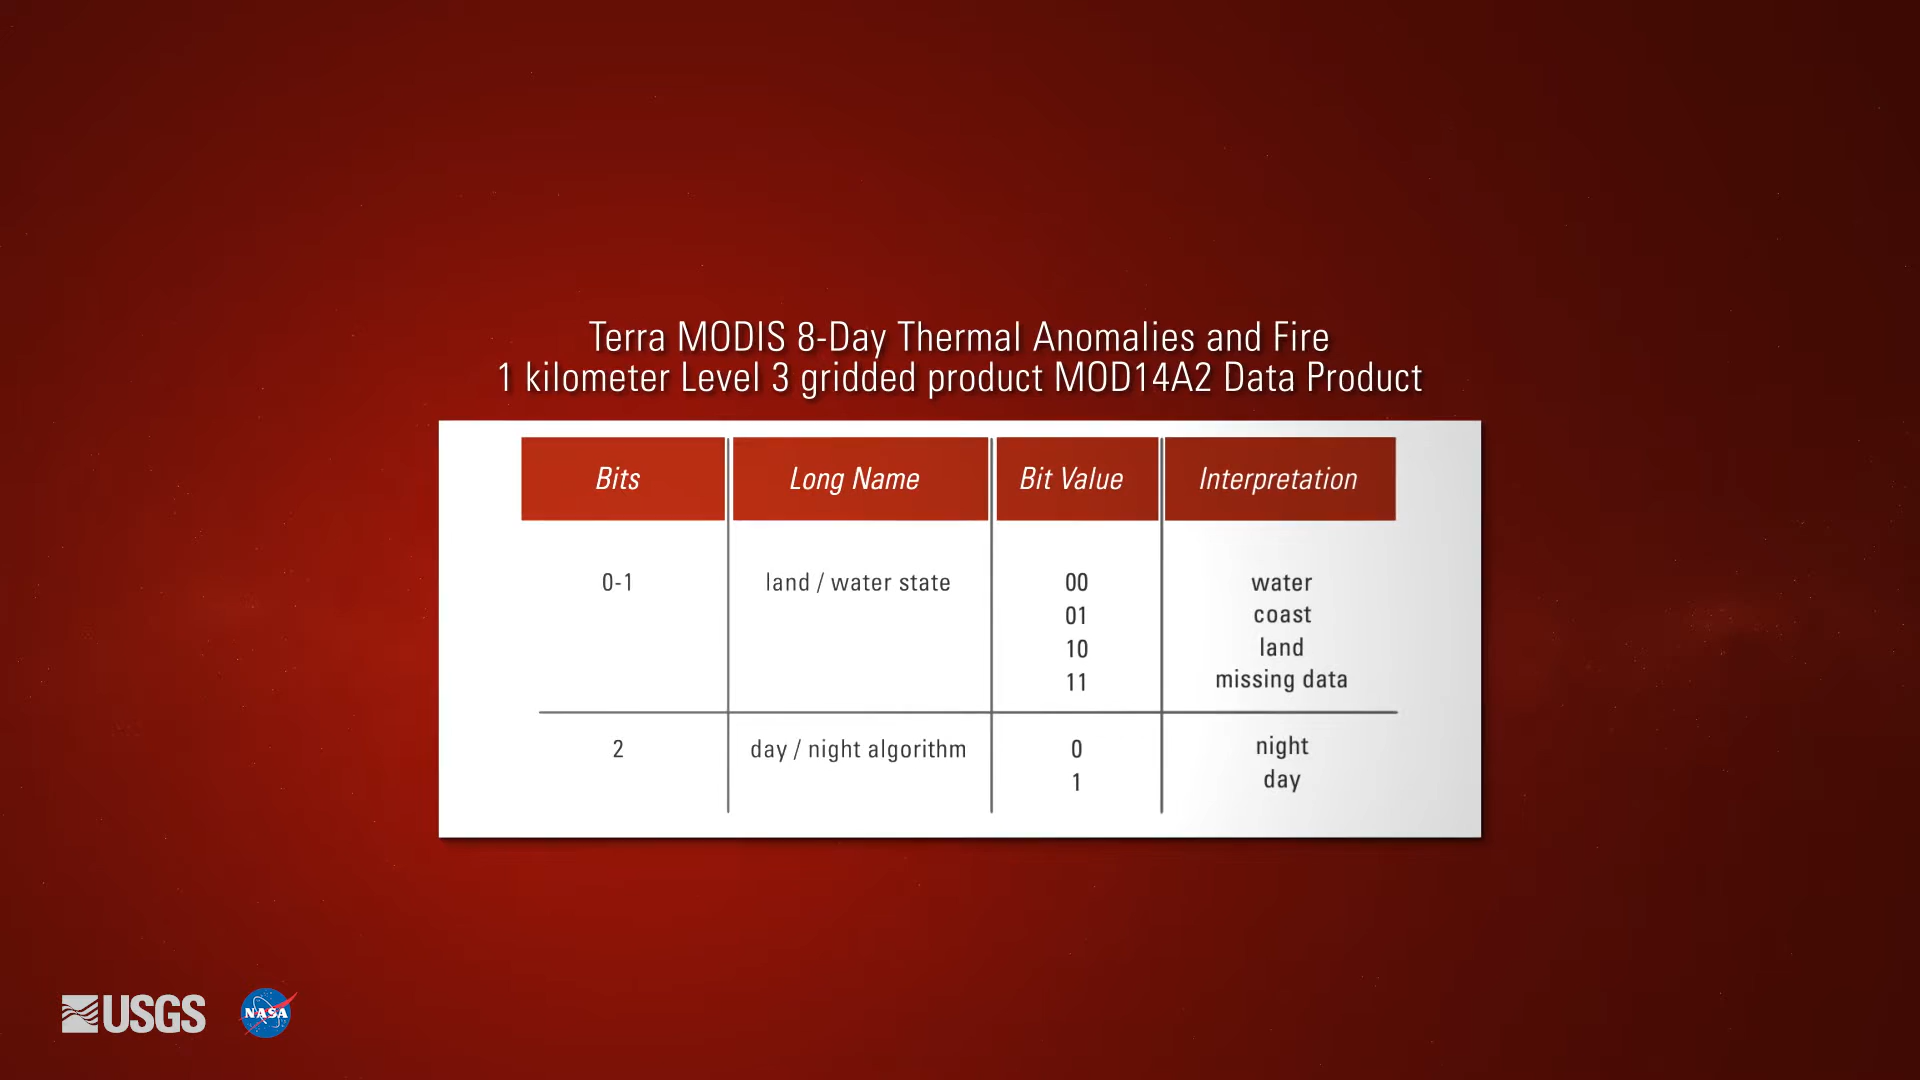 Terra MODIS 8-Day Thermal Anomalies and Fire
1 kilometer Level 3 gridded product MOD14A2 Data Product
Bits Long Name Bit Value Interpretation
0-1 land / water state 00 water
01 coast
10 land
11 missing data
2 day / night algorithm 0 night
1 day
USGS NASA